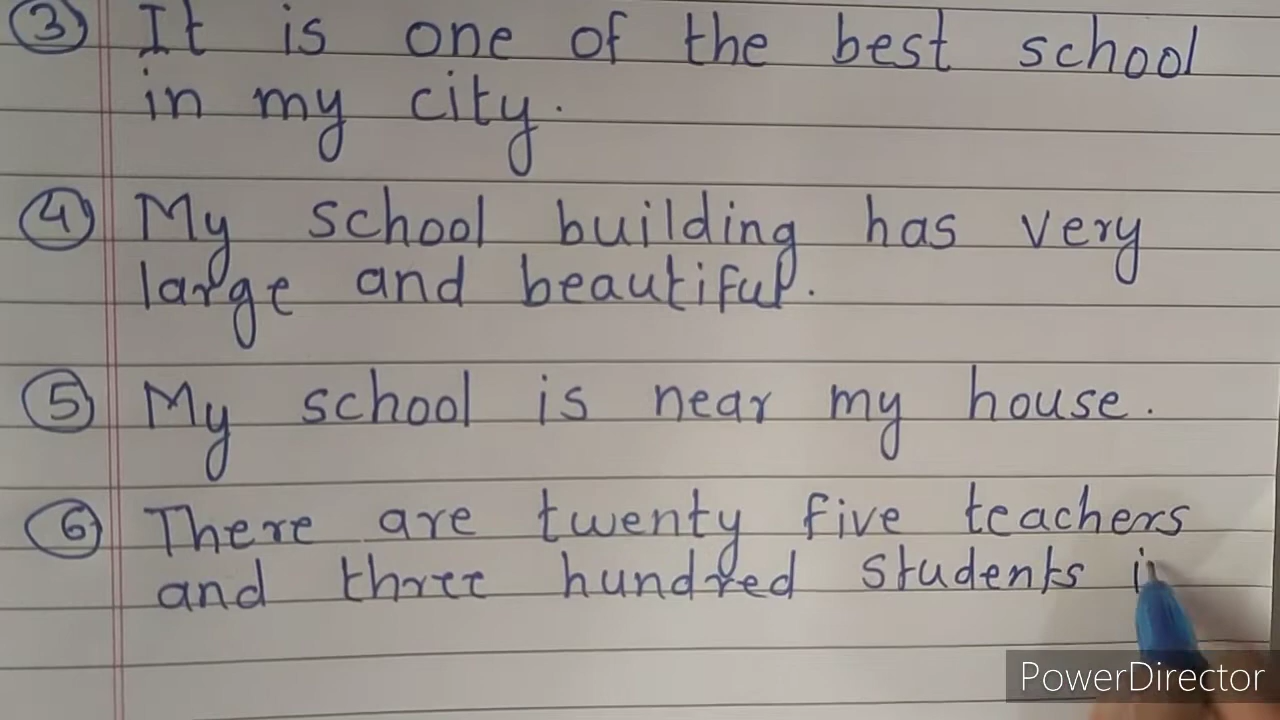 3 It is one of the best school
in my city.
4 My school building has very
large and beautiful.
5 My school is near my house.
6 There are twenty five teachers
and three hundred students i
PowerDirector